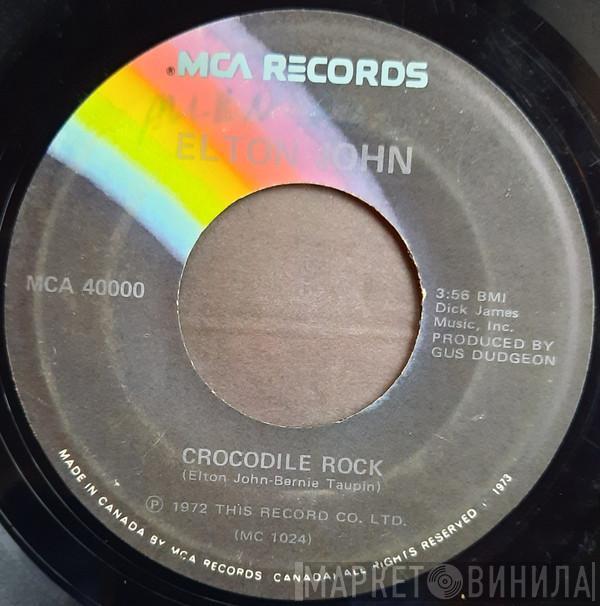 ®MCA RECORDS
ELTON JOHN
MCA 40000
3:56 BMI
Dick James
Music, Inc.
PRODUCED BY
GUS DUDGEON
CROCODILE ROCK
(Elton John-Bernie Taupin)
Ⓟ 1972 THIS RECORD CO. LTD.
(MC 1024)
MADE IN CANADA BY MCA RECORDS CANADA. ALL RIGHTS RESERVED. 1973
МАРКЕТ ВИНИЛА